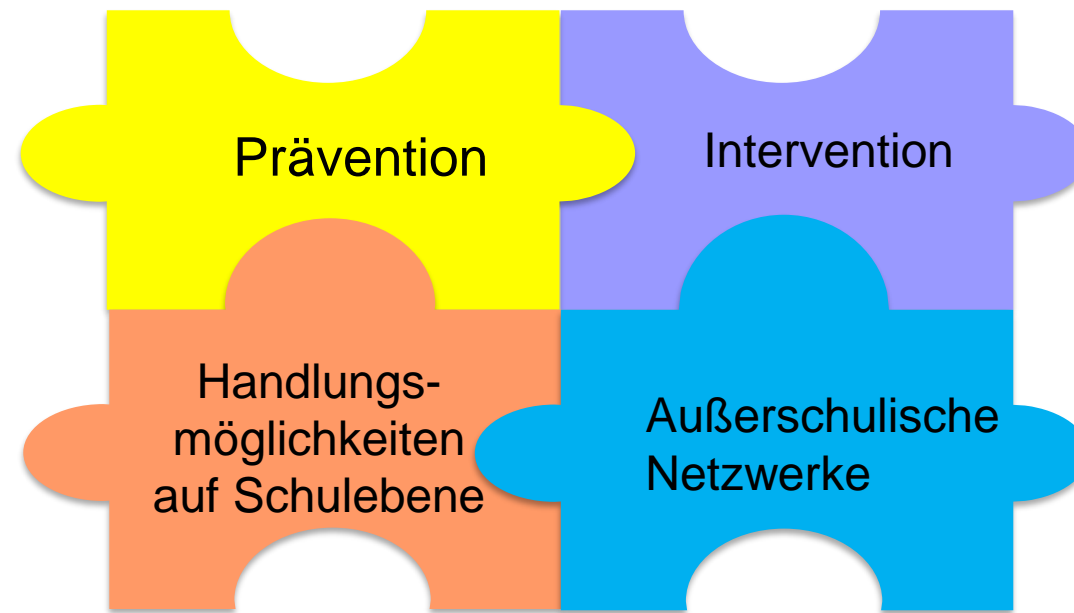 Prävention
Intervention
Handlungs-
möglichkeiten
auf Schulebene
Außerschulische
Netzwerke